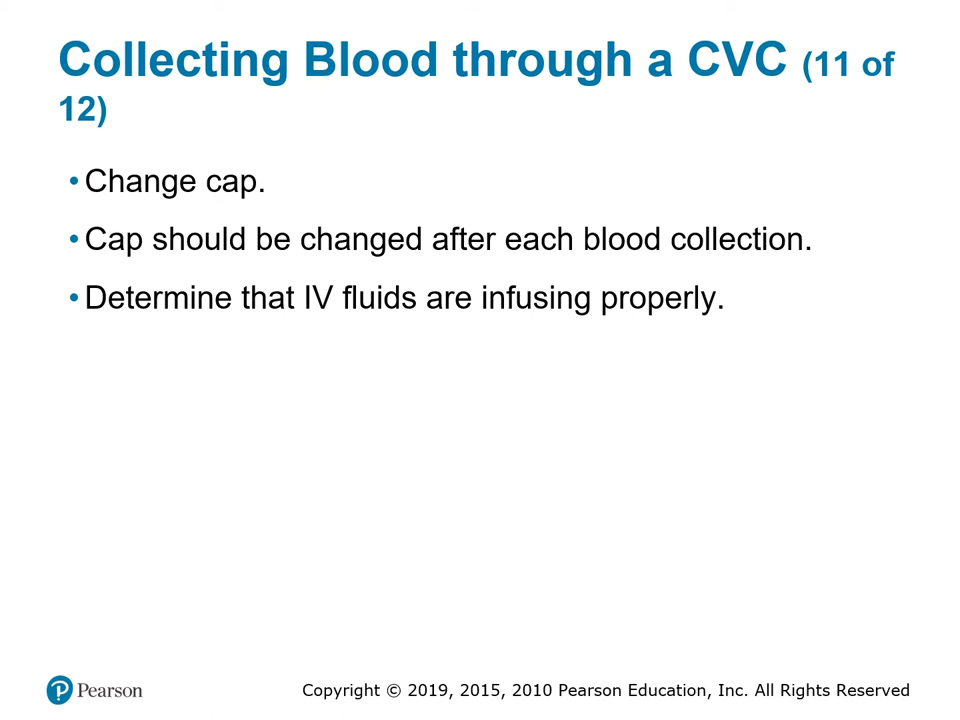 Collecting Blood through a CVC (11 of
12)
• Change cap.
• Cap should be changed after each blood collection.
• Determine that IV fluids are infusing properly.
Pearson
Copyright © 2019, 2015, 2010 Pearson Education, Inc. All Rights Reserved